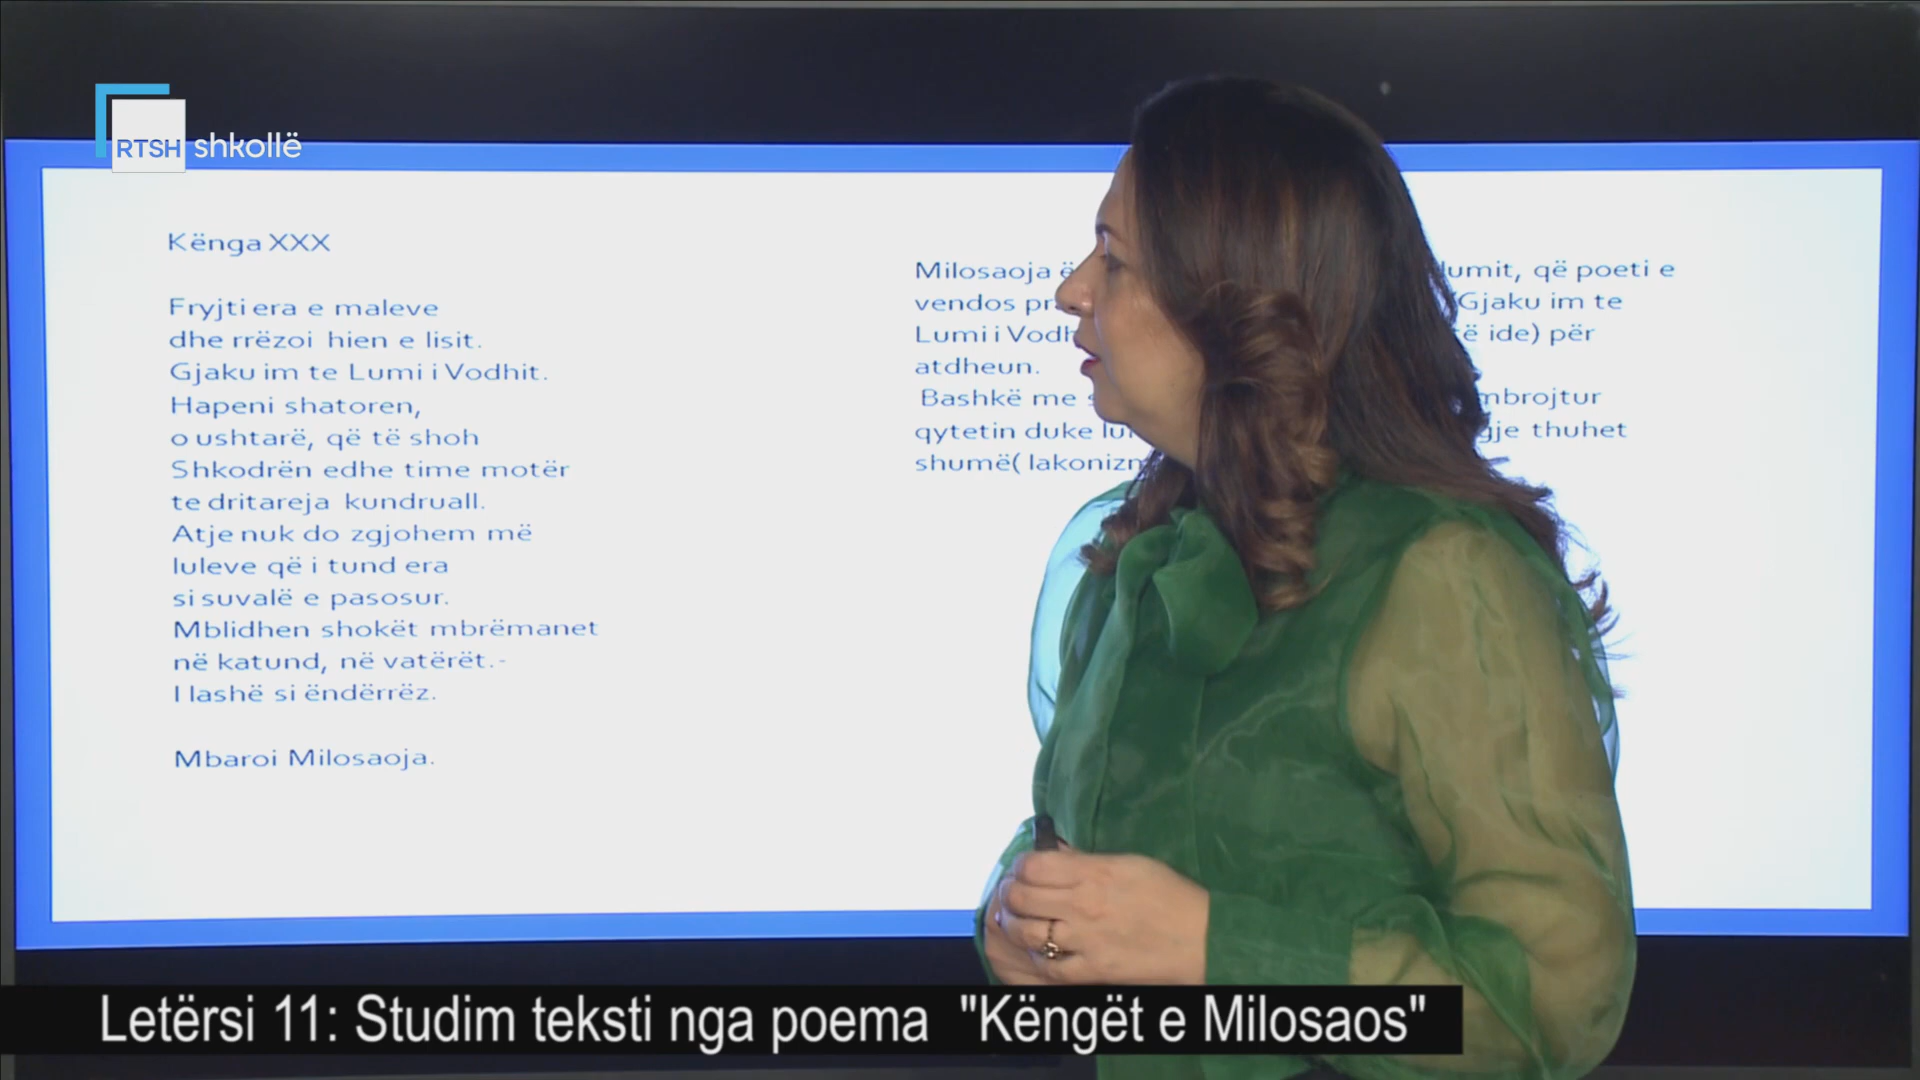 RTSH shkollë
Kënga XXX
Fryjti era e maleve
dhe rrëzoi hien e lisit.
Gjaku im te Lumi i Vodhit.
Hapeni shatoren,
o ushtarë, që të shoh
Shkodrën edhe time motër
te dritareja kundruall.
Atje nuk do zgjohem më
luleve që i tund era
si suvalë e pasosur.
Mblidhen shokët mbrëmanet
në katund, në vatërët.-
I lashë si ëndërrëz.
Mbaroi Milosaoja.
Milosaoja që poeti e
vendos Gjaku im te
Lumi i ide) për
atdheun.
Bashkë me
qytetin duke thuhet
shumë(
Letërsi 11: Studim teksti nga poema "Këngët e Milosaos"